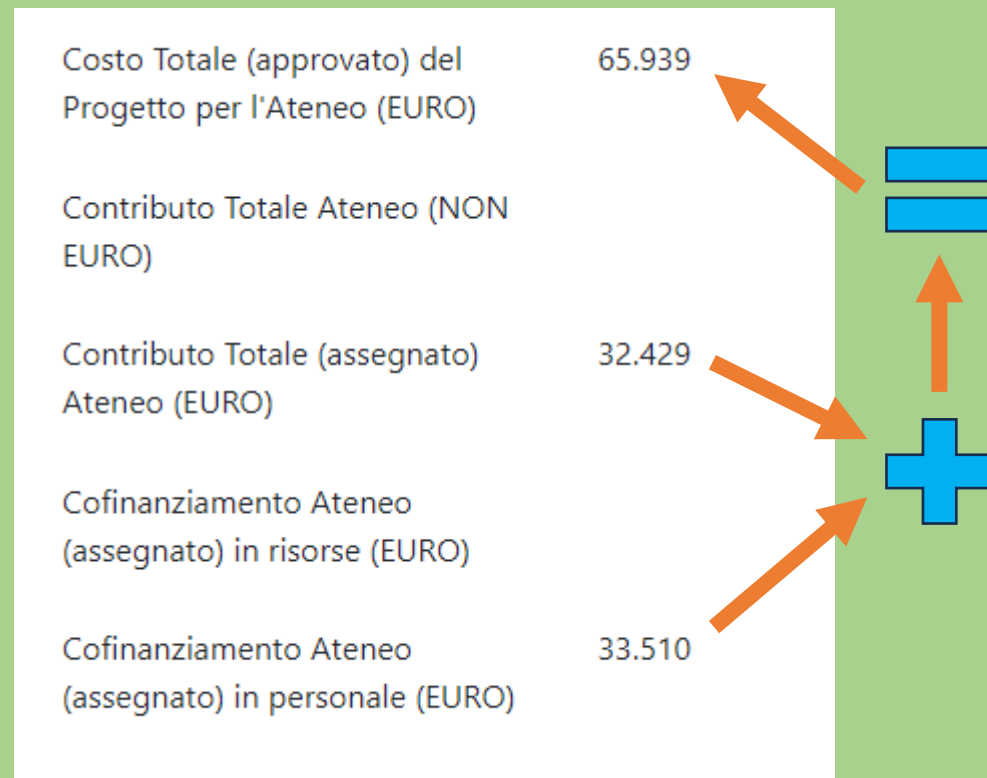 Costo Totale (approvato) del 65.939
Progetto per l'Ateneo (EURO)
Contributo Totale Ateneo (NON
EURO)
Contributo Totale (assegnato) 32.429
Ateneo (EURO)
Cofinanziamento Ateneo
(assegnato) in risorse (EURO)
Cofinanziamento Ateneo 33.510
(assegnato) in personale (EURO)